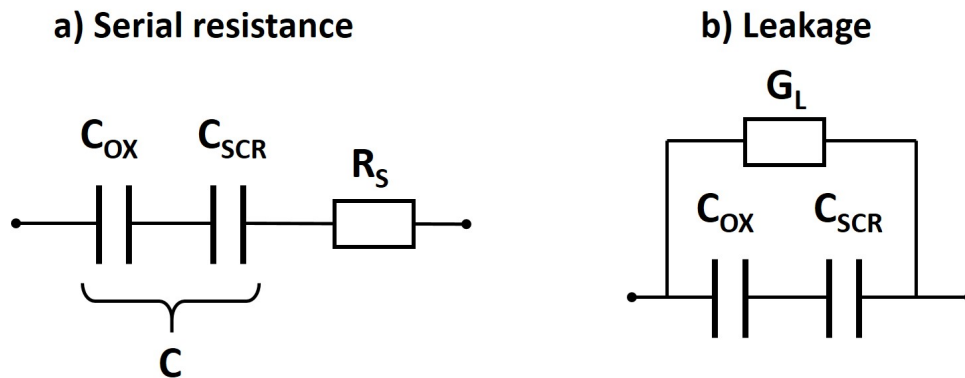 a) Serial resistance
C_OX
C_SCR
R_S
C
b) Leakage
G_L
C_OX
C_SCR